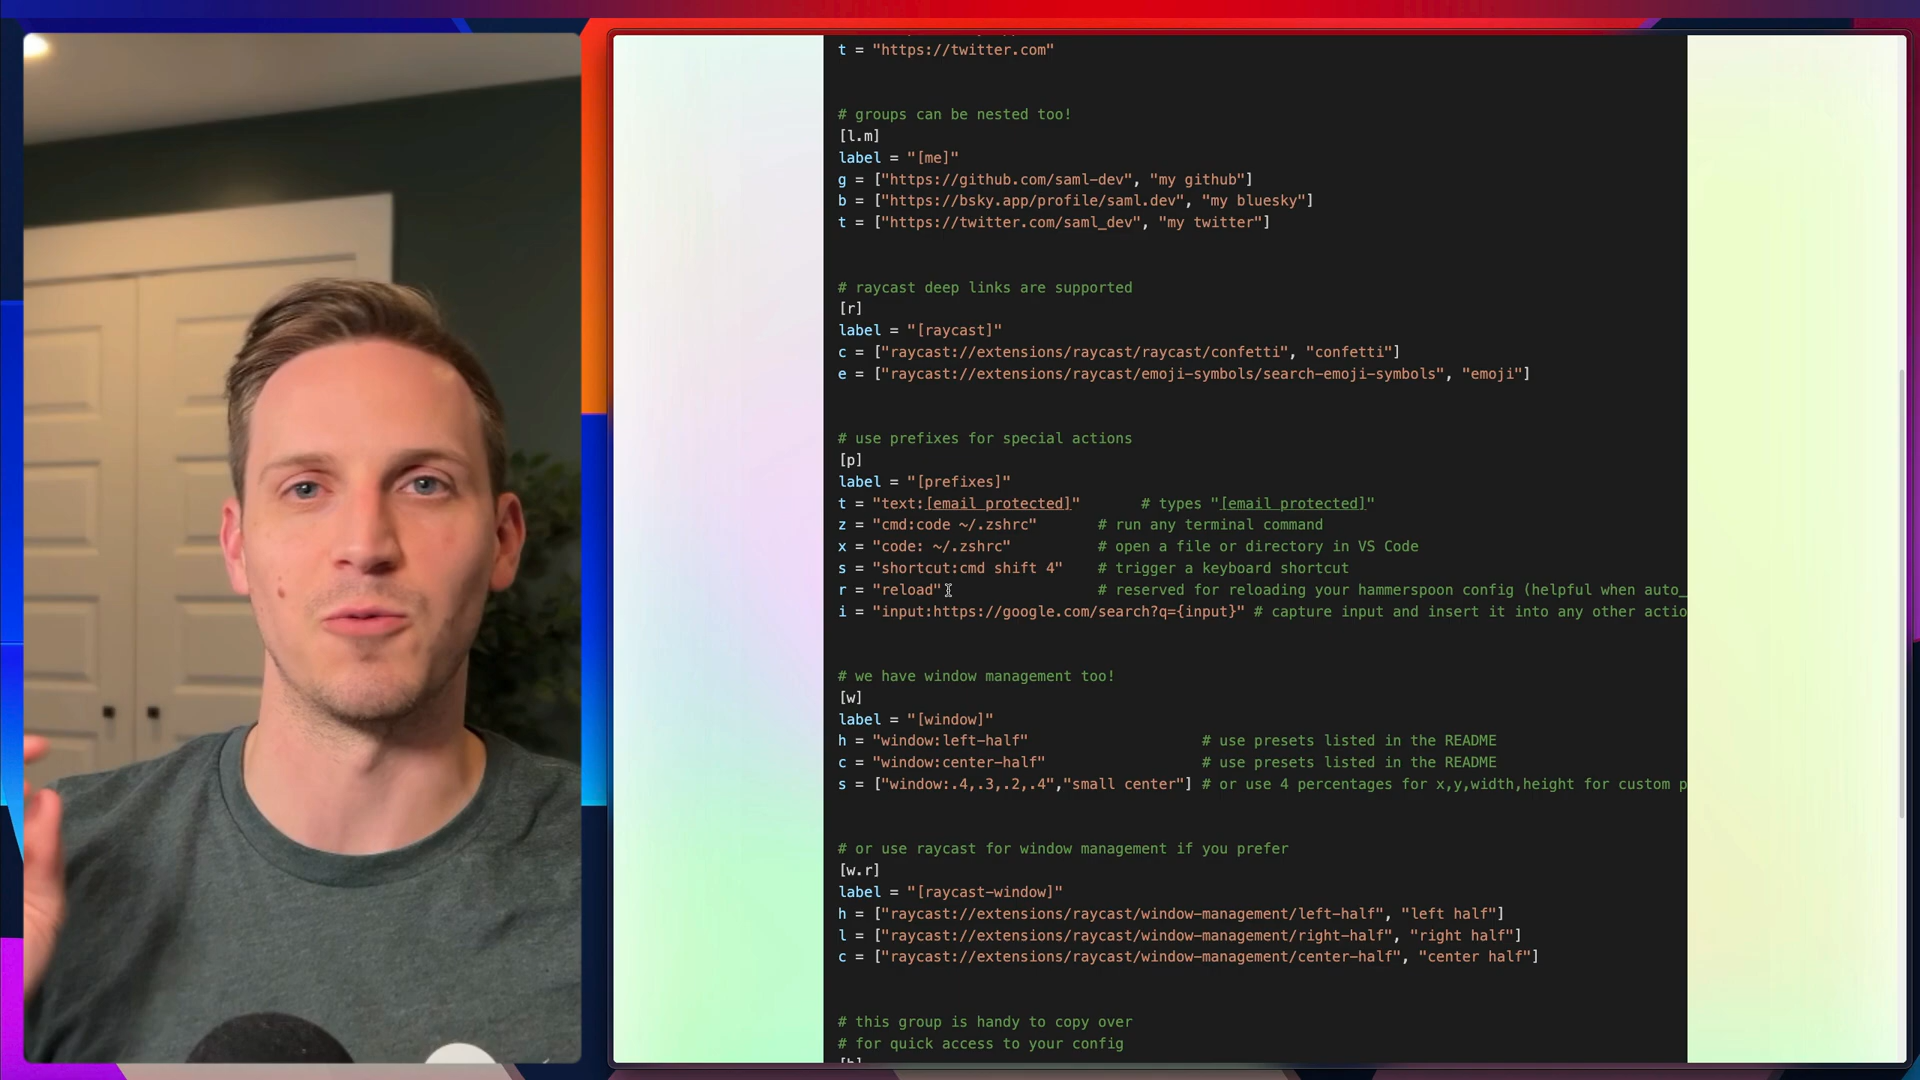 t = "https://twitter.com"
# groups can be nested too!
[l.m]
label = "[me]"
g = ["https://github.com/saml-dev", "my github"]
b = ["https://bsky.app/profile/saml.dev", "my bluesky"]
t = ["https://twitter.com/saml_dev", "my twitter"]
# raycast deep links are supported
[r]
label = "[raycast]"
c = ["raycast://extensions/raycast/raycast/confetti", "confetti"]
e = ["raycast://extensions/raycast/emoji-symbols/search-emoji-symbols", "emoji"]
# use prefixes for special actions
[p]
label = "[prefixes]"
t = "text:[email protected]" # types "[email protected]"
z = "cmd:code ~/.zshrc" # run any terminal command
x = "code: ~/.zshrc" # open a file or directory in VS Code
s = "shortcut:cmd shift 4" # trigger a keyboard shortcut
r = "reload" # reserved for reloading your hammerspoon config (helpful when auto_
i = "input:https://google.com/search?q={input}" # capture input and insert it into any other actio
# we have window management too!
[w]
label = "[window]"
h = "window:left-half" # use presets listed in the README
c = "window:center-half" # use presets listed in the README
s = ["window:.4,.3,.2,.4","small center"] # or use 4 percentages for x,y,width,height for custom p
# or use raycast for window management if you prefer
[w.r]
label = "[raycast-window]"
h = ["raycast://extensions/raycast/window-management/left-half", "left half"]
l = ["raycast://extensions/raycast/window-management/right-half", "right half"]
c = ["raycast://extensions/raycast/window-management/center-half", "center half"]
# this group is handy to copy over
# for quick access to your config